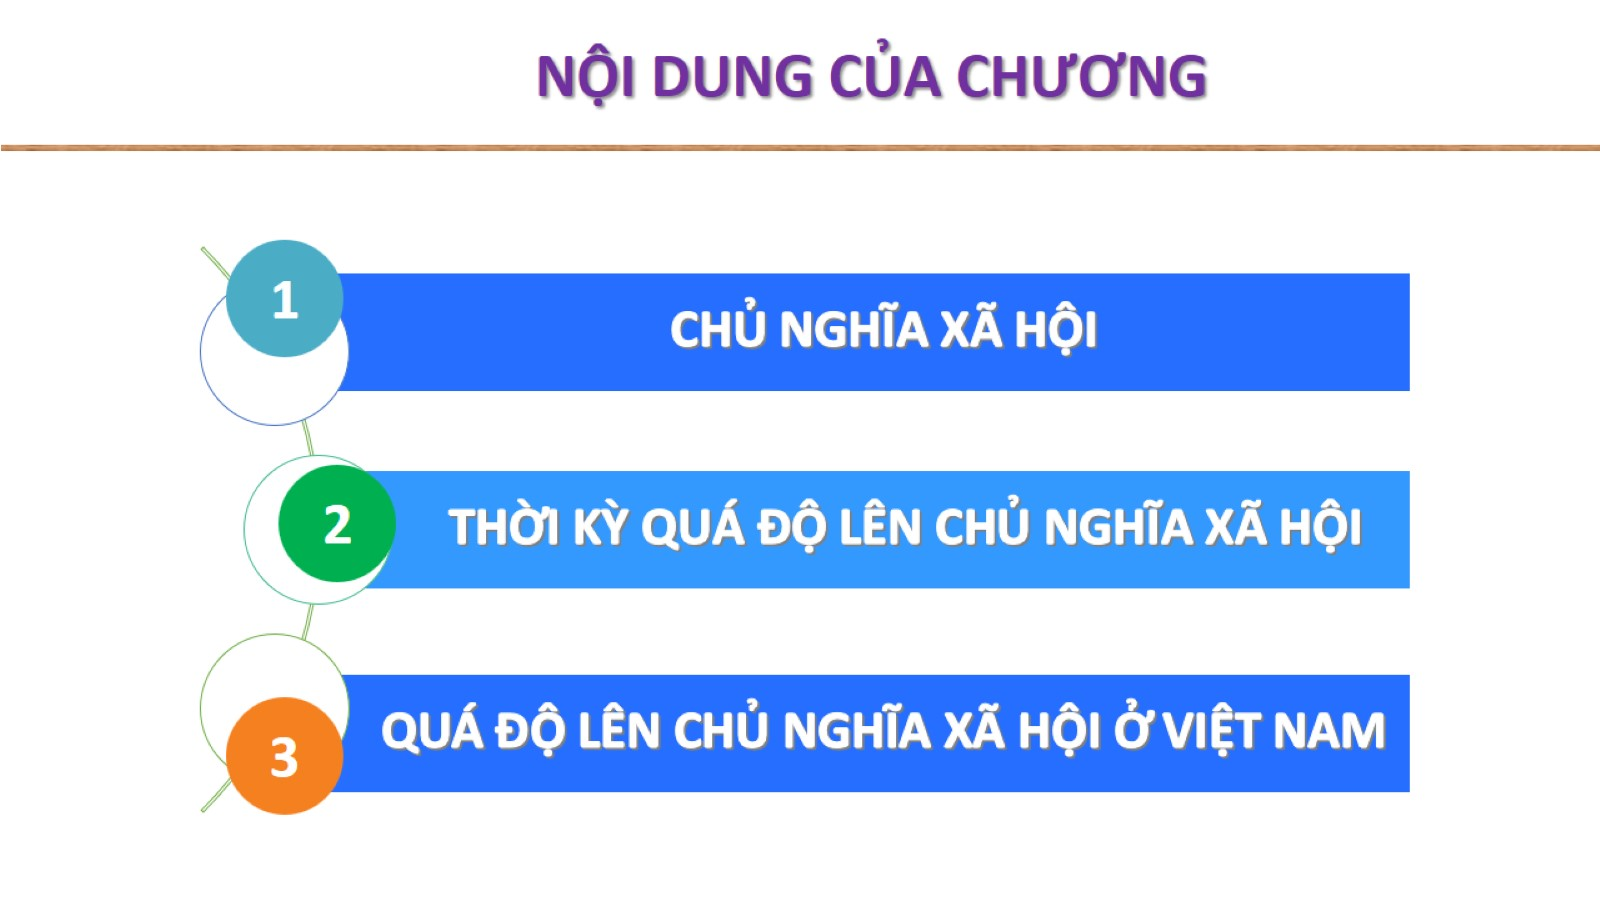 NỘI DUNG CỦA CHƯƠNG
1
CHỦ NGHĨA XÃ HỘI
2
THỜI KỲ QUÁ ĐỘ LÊN CHỦ NGHĨA XÃ HỘI
3
QUÁ ĐỘ LÊN CHỦ NGHĨA XÃ HỘI Ở VIỆT NAM